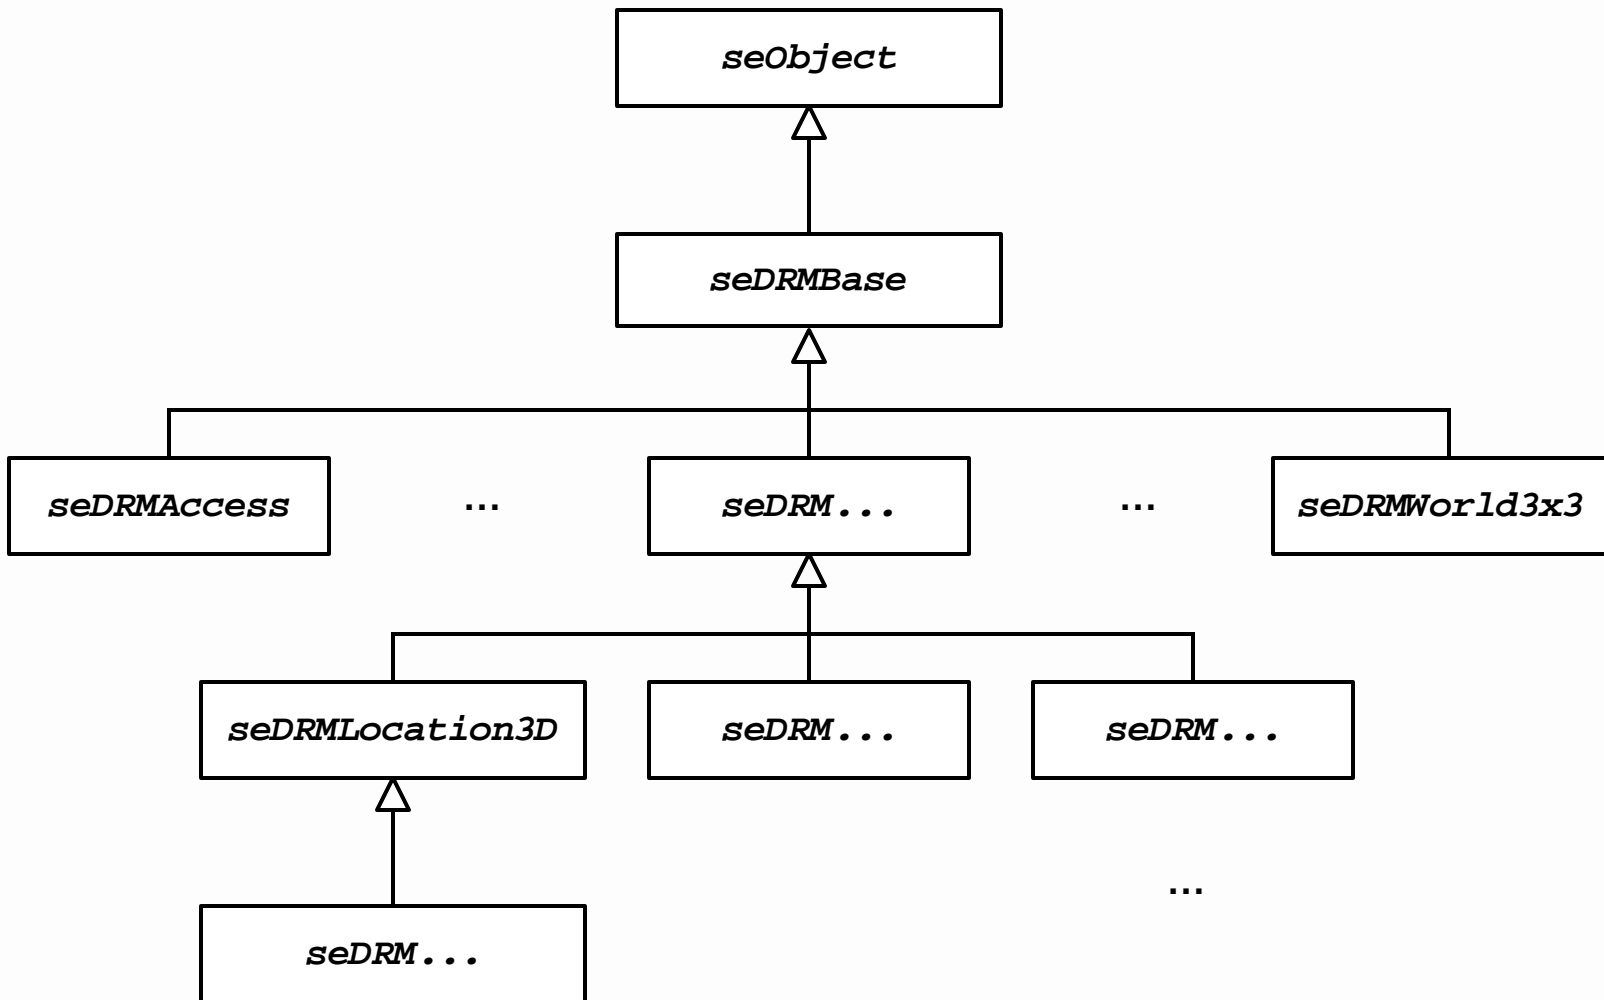 seObject
seDRMBase
seDRMAccess
...
seDRM...
...
seDRMWorld3x3
seDRMLocation3D
seDRM...
seDRM...
...
seDRM...